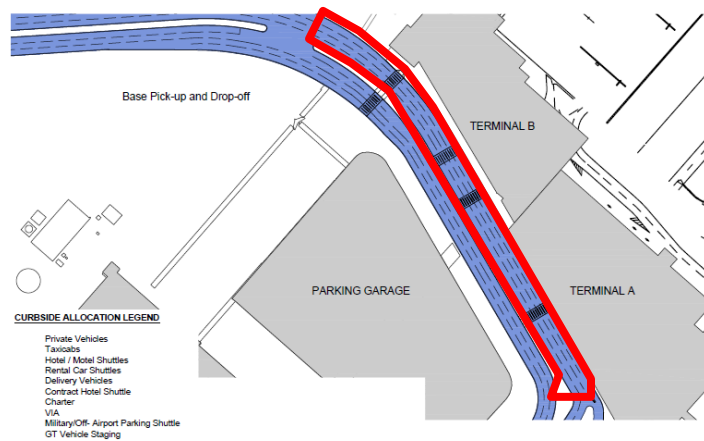 Base Pick-up and Drop-off
TERMINAL B
PARKING GARAGE
TERMINAL A
CURBSIDE ALLOCATION LEGEND
Private Vehicles
Taxicabs
Hotel / Motel Shuttles
Rental Car Shuttles
Delivery Vehicles
Contract Hotel Shuttle
Charter
VIA
Military/Off- Airport Parking Shuttle
GT Vehicle Staging